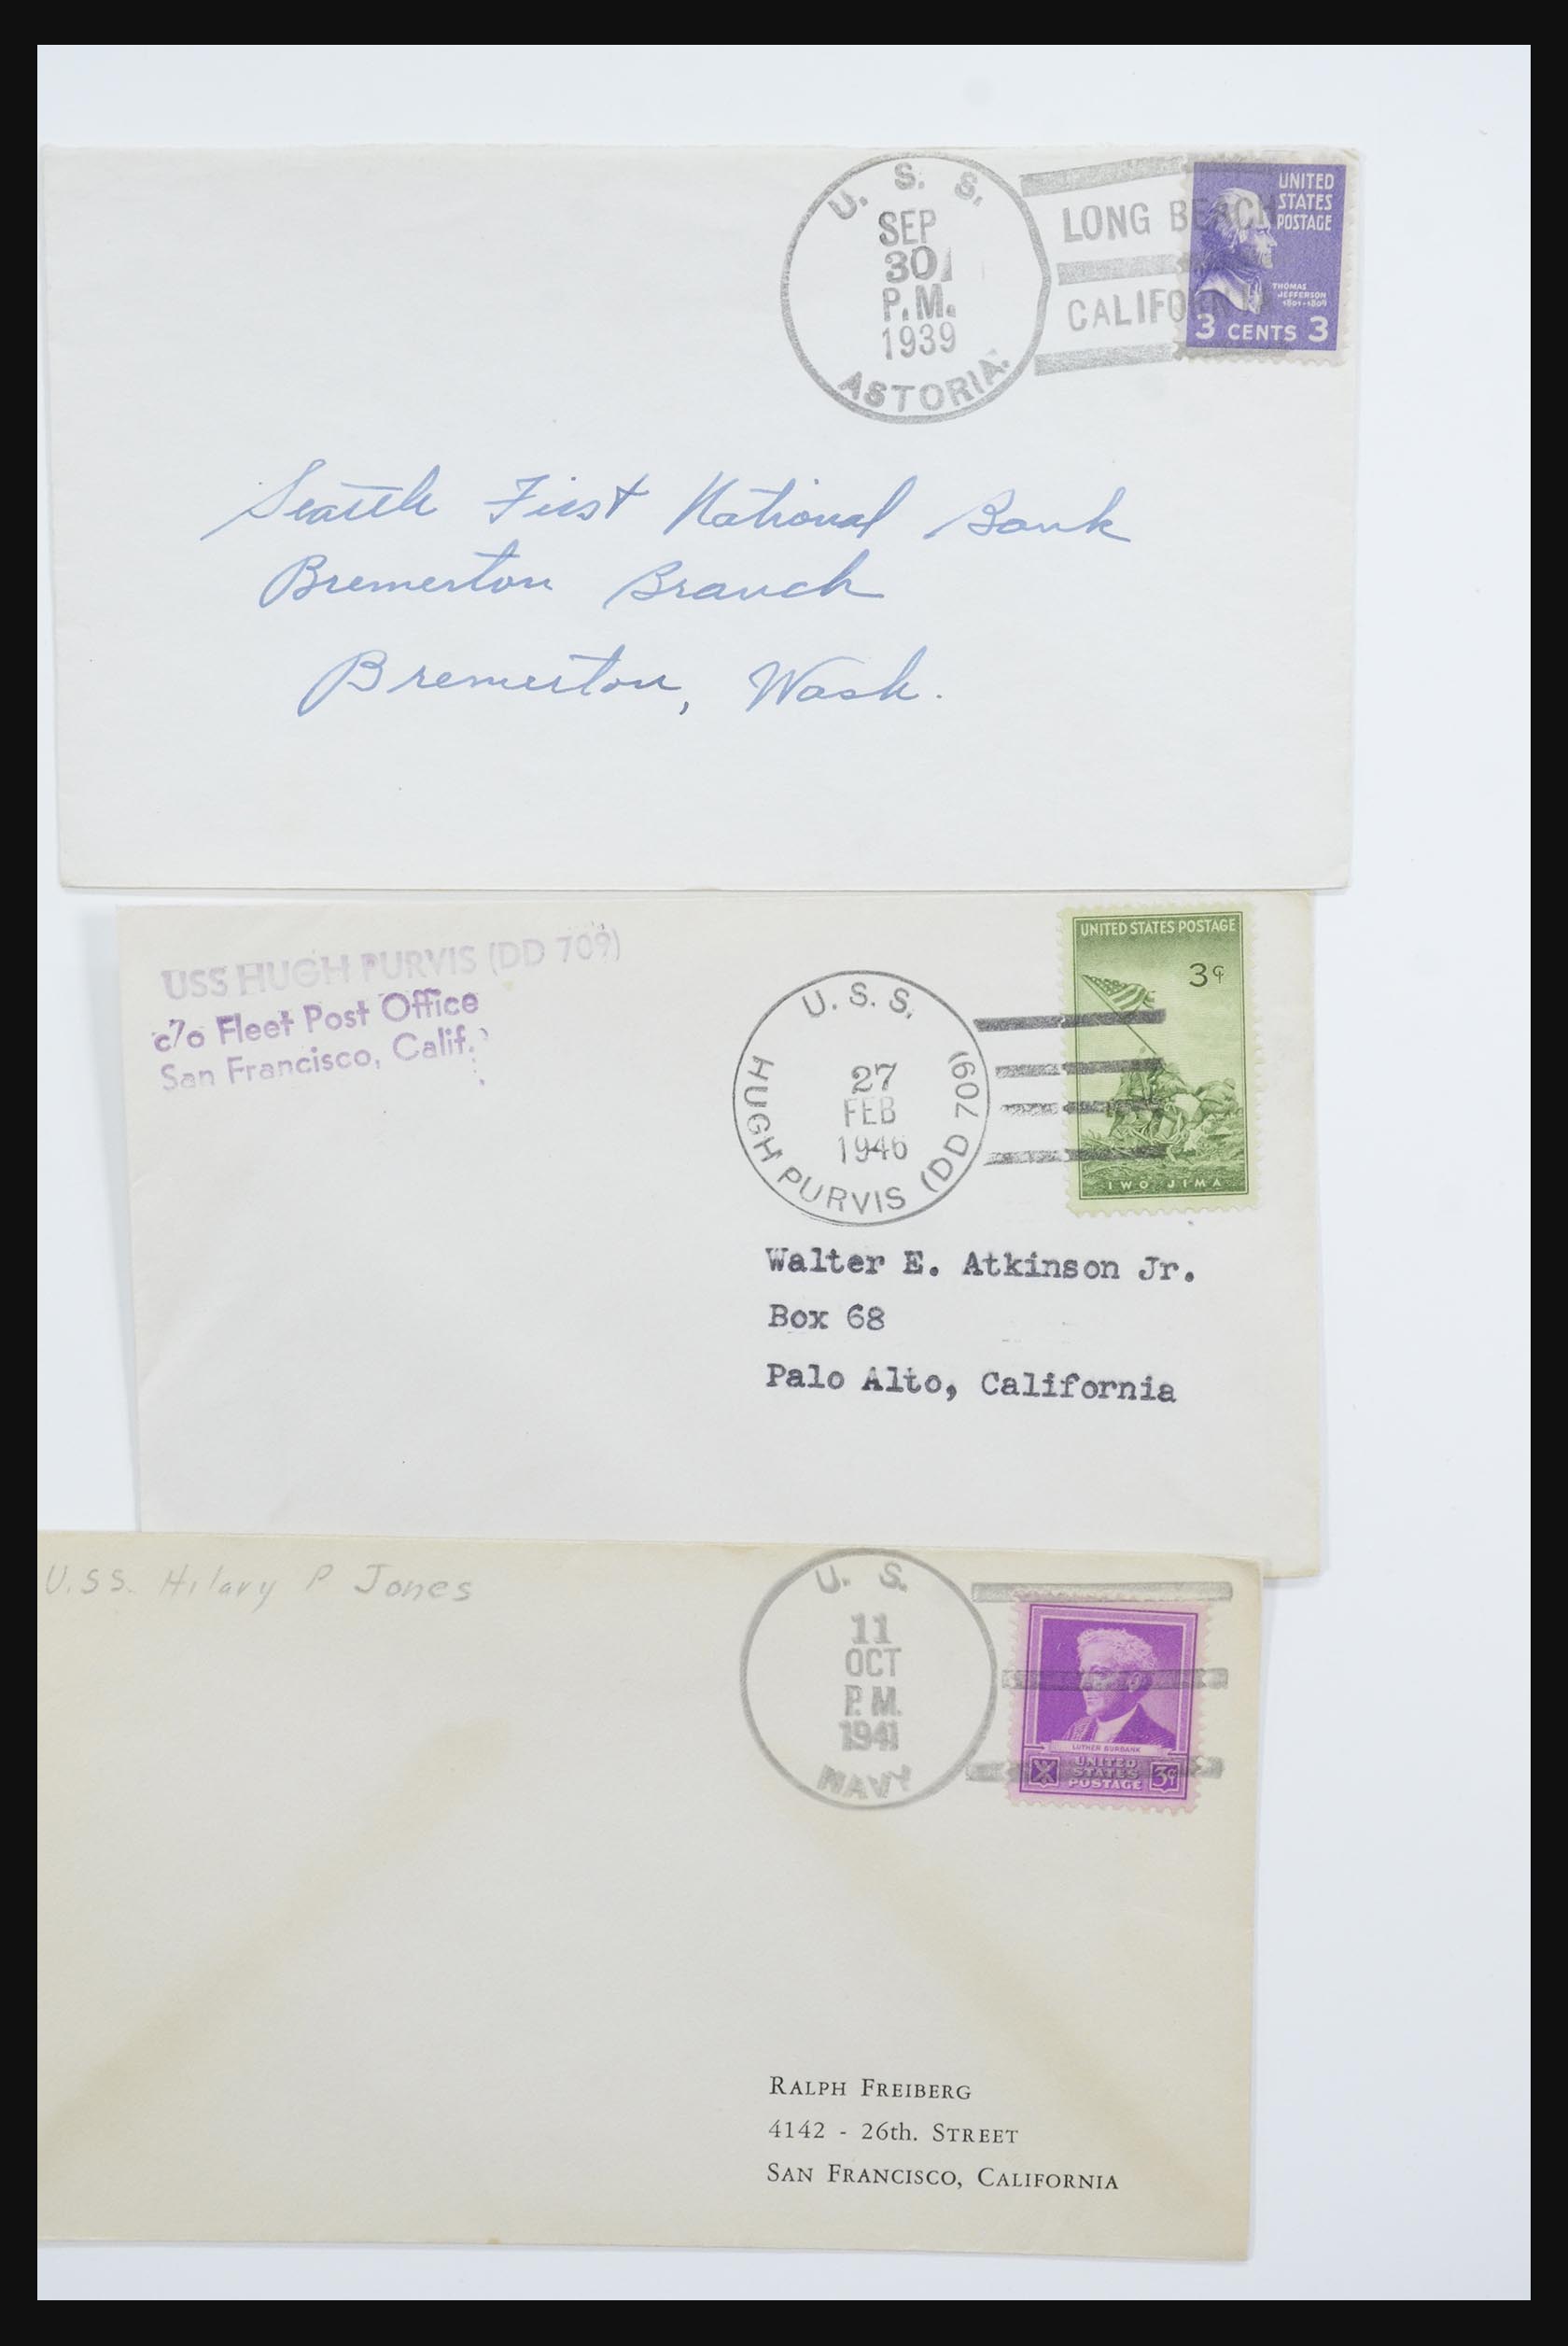 U. S. S.
SEP
30
P.M.
1939
ASTORIA.
LONG BEACH
CALIFORNIA
UNITED
STATES
POSTAGE
THOMAS
JEFFERSON
1801-1809
3 CENTS 3
Seattle First National Bank
Bremerton Branch
Bremerton, Wash.
USS HUGH PURVIS (DD 709)
c/o Fleet Post Office
San Francisco, Calif.
U. S. S.
HUGH PURVIS (DD 709)
27
FEB
1946
UNITED STATES POSTAGE
3¢
IWO JIMA
Walter E. Atkinson Jr.
Box 68
Palo Alto, California
U.SS. Hilary P Jones
U. S.
11
OCT
P.M.
1941
NAVY
LUTHER BURBANK
UNITED
STATES
POSTAGE
3¢
RALPH FREIBERG
4142 - 26th. STREET
SAN FRANCISCO, CALIFORNIA